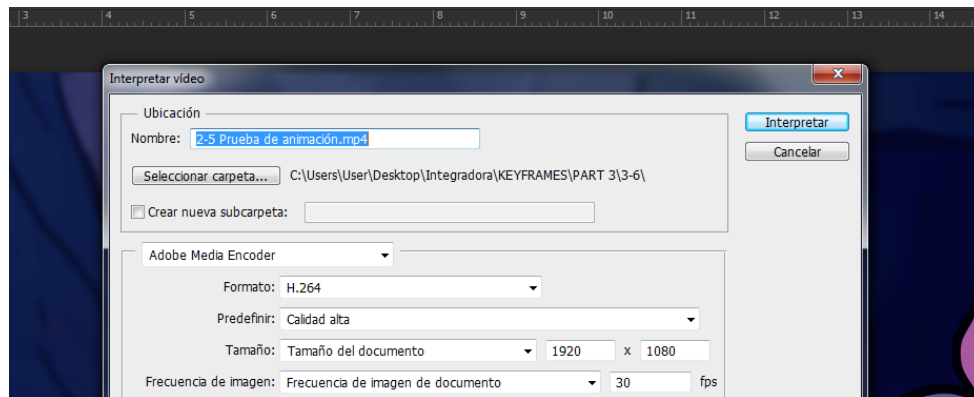 3 4 5 6 7 8 9 10 11 12 13 14
Interpretar vídeo
Ubicación
Nombre: 2-5 Prueba de animación.mp4
Interpretar
Seleccionar carpeta... C:\Users\User\Desktop\Integradora\KEYFRAMES\PART 3\3-6\
Cancelar
Crear nueva subcarpeta:
Adobe Media Encoder
Formato: H.264
Predefinir: Calidad alta
Tamaño: Tamaño del documento 1920 x 1080
Frecuencia de imagen: Frecuencia de imagen de documento 30 fps